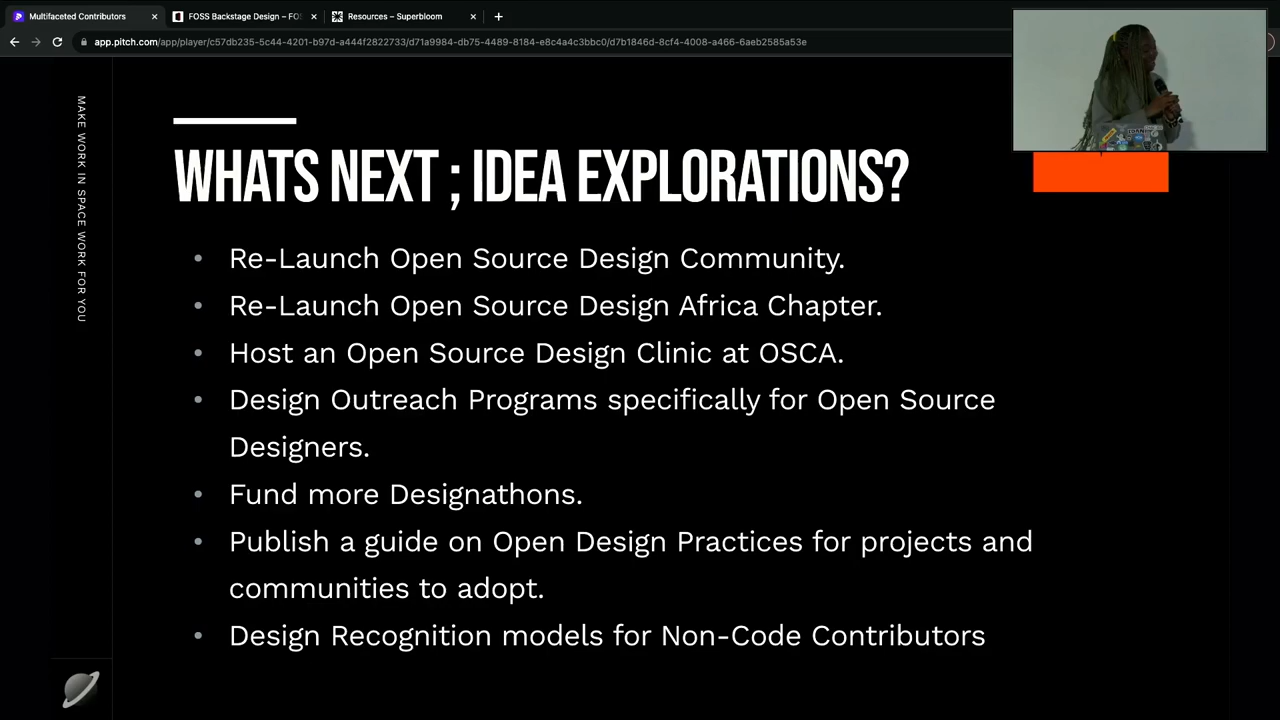 Multifaceted Contributors
FOSS Backstage Design – FOS
Resources – Superbloom
app.pitch.com/app/player/c57db235-5c44-4201-b97d-a444f2822733/d71a9984-db75-4489-8184-e8c4a4c3bbc0/d7b1846d-8cf4-4008-a466-6aeb2585a53e
MAKE WORK IN SPACE WORK FOR YOU
WHATS NEXT ; IDEA EXPLORATIONS?
• Re-Launch Open Source Design Community.
• Re-Launch Open Source Design Africa Chapter.
• Host an Open Source Design Clinic at OSCA.
• Design Outreach Programs specifically for Open Source
Designers.
• Fund more Designathons.
• Publish a guide on Open Design Practices for projects and
communities to adopt.
• Design Recognition models for Non-Code Contributors